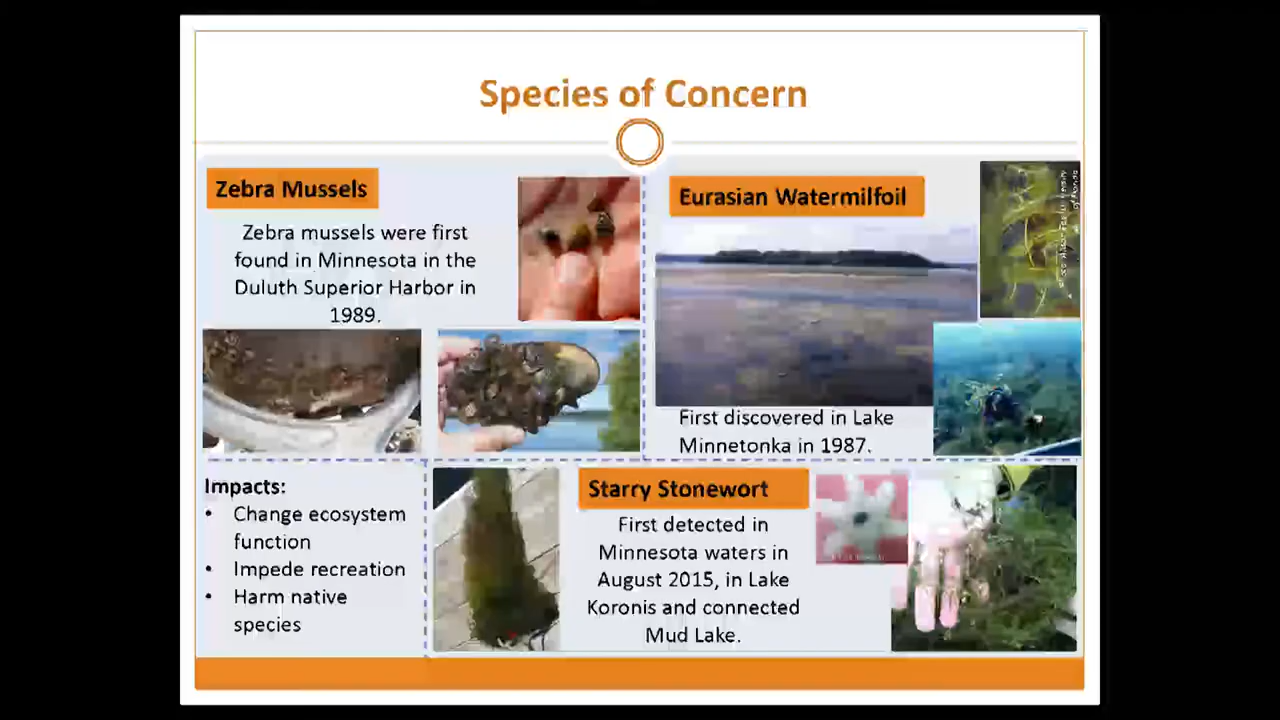 Species of Concern
Zebra Mussels
Zebra mussels were first
found in Minnesota in the
Duluth Superior Harbor in
1989.
Eurasian Watermilfoil
First discovered in Lake
Minnetonka in 1987.
Impacts:
• Change ecosystem
function
• Impede recreation
• Harm native
species
Starry Stonewort
First detected in
Minnesota waters in
August 2015, in Lake
Koronis and connected
Mud Lake.